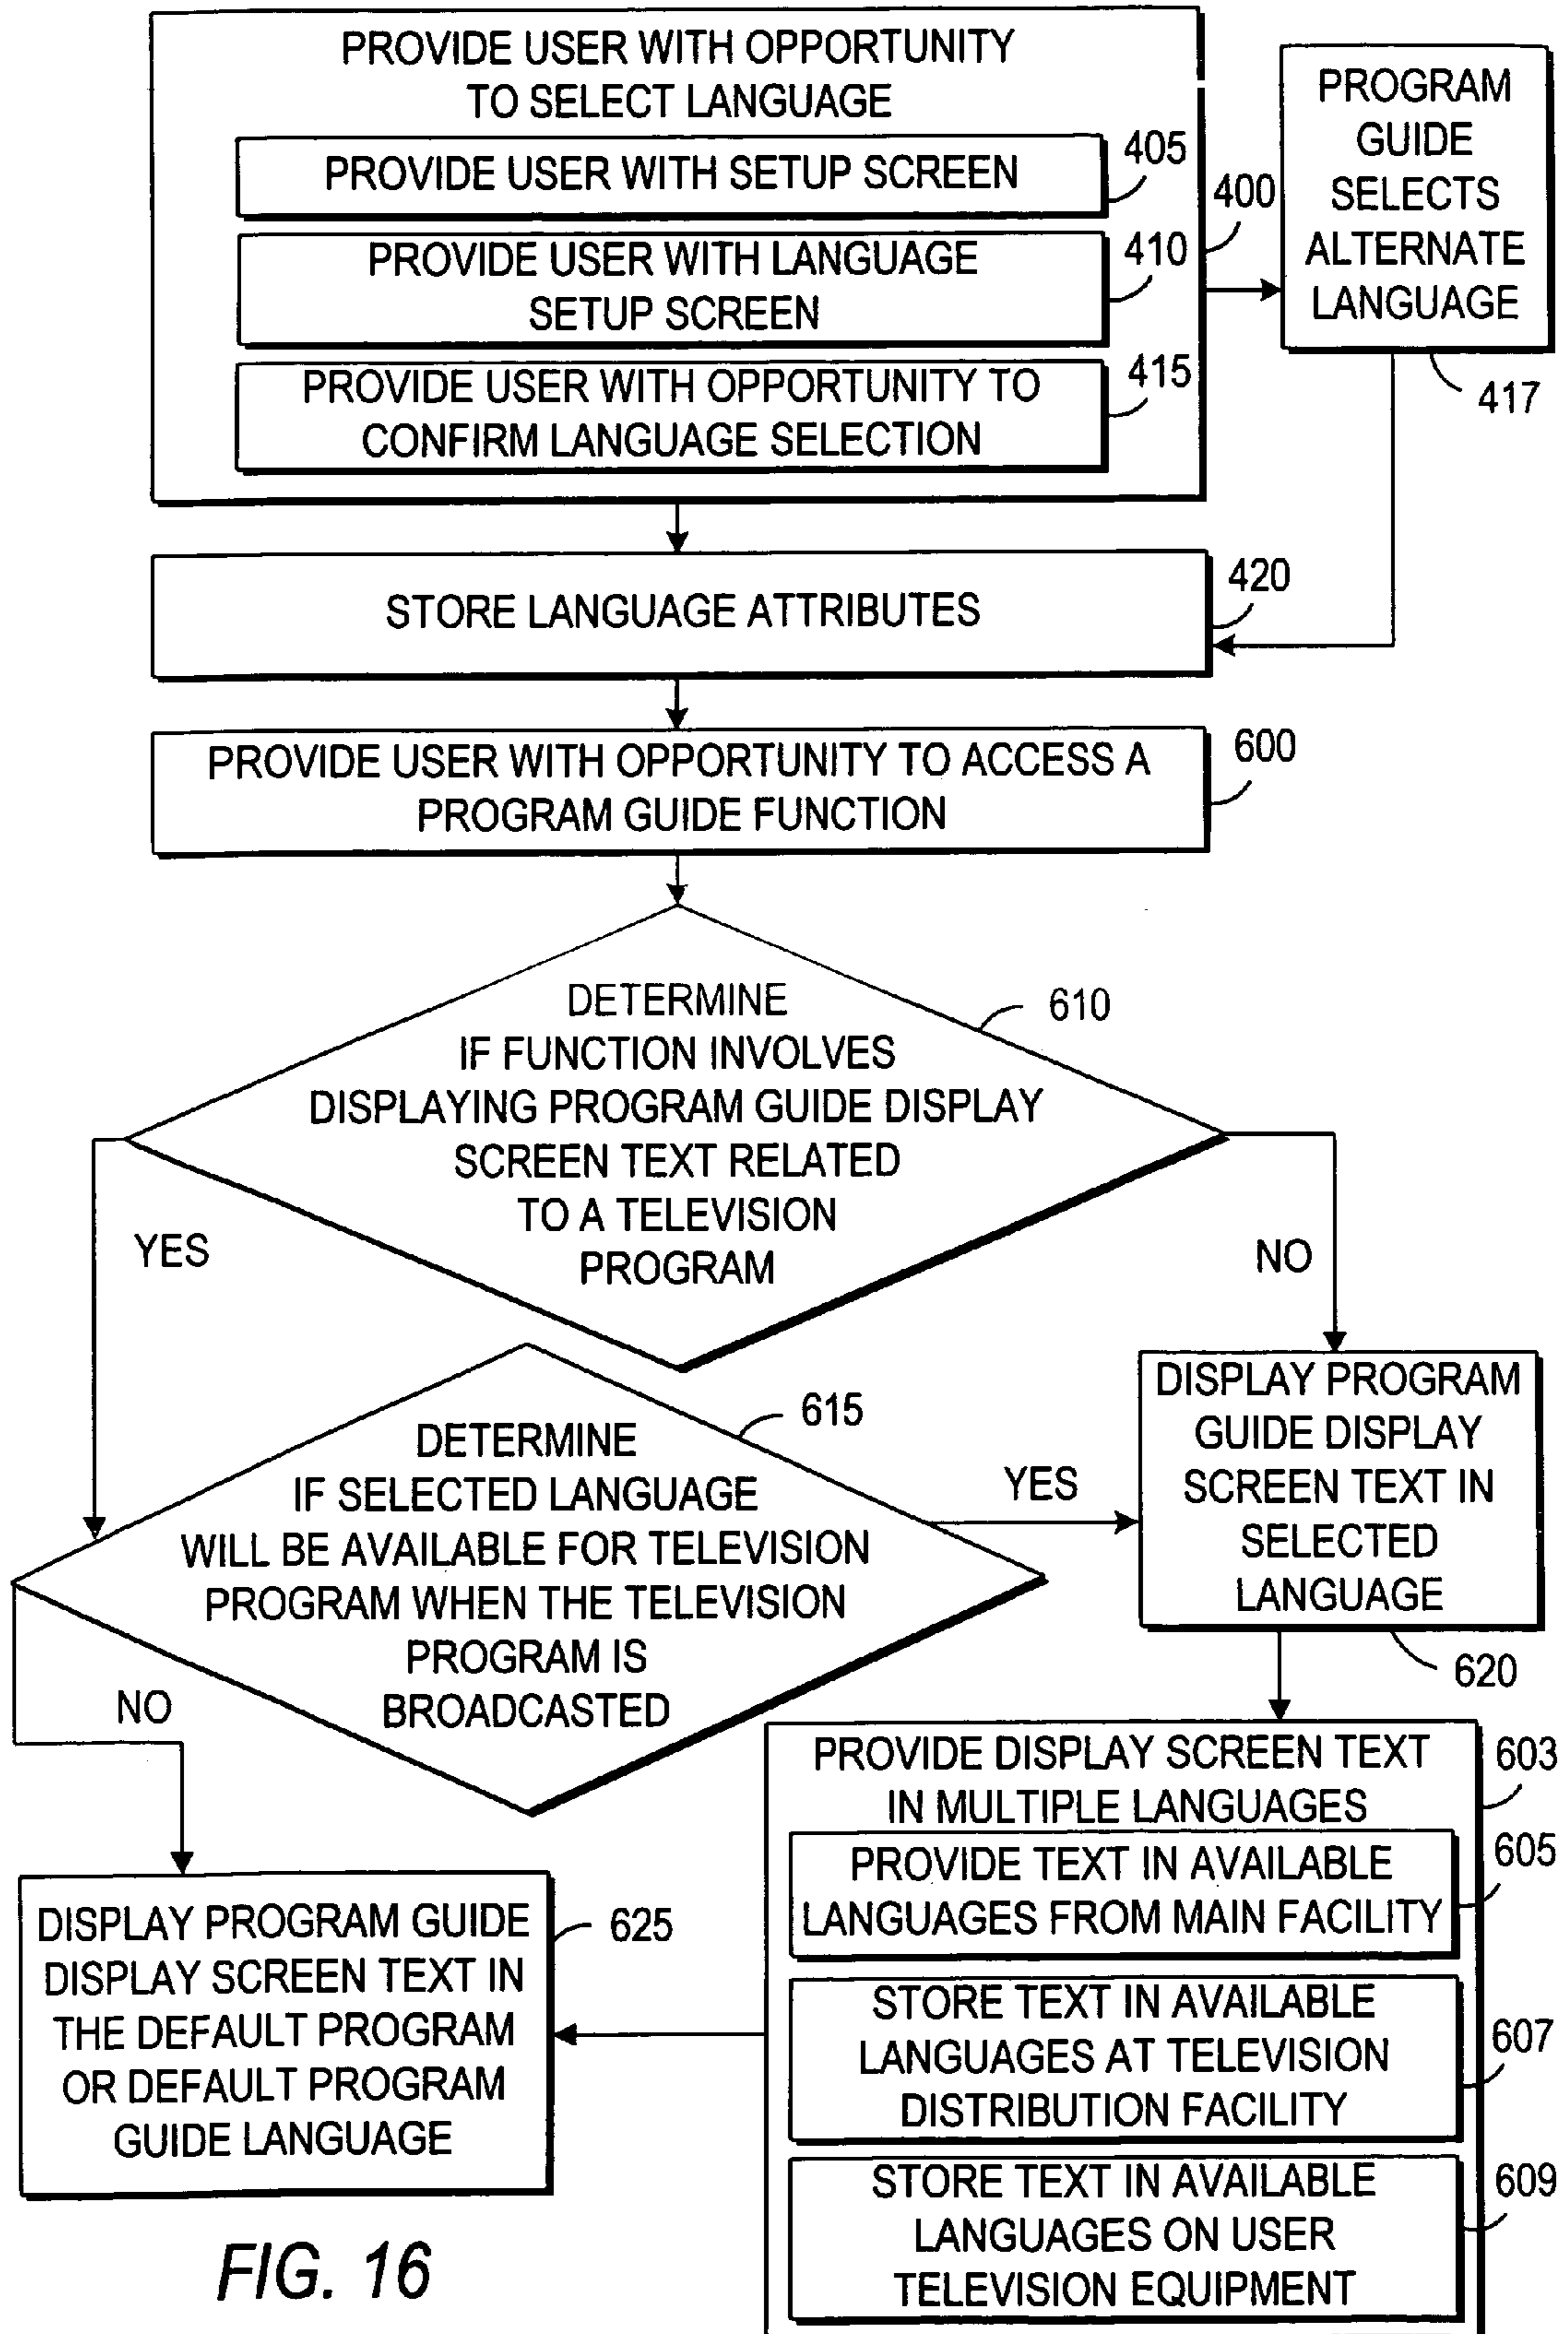 PROVIDE USER WITH OPPORTUNITY
TO SELECT LANGUAGE
PROVIDE USER WITH SETUP SCREEN
405
PROVIDE USER WITH LANGUAGE
SETUP SCREEN
410
PROVIDE USER WITH OPPORTUNITY TO
CONFIRM LANGUAGE SELECTION
415
400
PROGRAM
GUIDE
SELECTS
ALTERNATE
LANGUAGE
417
STORE LANGUAGE ATTRIBUTES
420
PROVIDE USER WITH OPPORTUNITY TO ACCESS A
PROGRAM GUIDE FUNCTION
600
DETERMINE
IF FUNCTION INVOLVES
DISPLAYING PROGRAM GUIDE DISPLAY
SCREEN TEXT RELATED
TO A TELEVISION
PROGRAM
610
YES
NO
DETERMINE
IF SELECTED LANGUAGE
WILL BE AVAILABLE FOR TELEVISION
PROGRAM WHEN THE TELEVISION
PROGRAM IS
BROADCASTED
615
YES
NO
DISPLAY PROGRAM
GUIDE DISPLAY
SCREEN TEXT IN
SELECTED
LANGUAGE
620
PROVIDE DISPLAY SCREEN TEXT
IN MULTIPLE LANGUAGES
603
PROVIDE TEXT IN AVAILABLE
LANGUAGES FROM MAIN FACILITY
605
STORE TEXT IN AVAILABLE
LANGUAGES AT TELEVISION
DISTRIBUTION FACILITY
607
STORE TEXT IN AVAILABLE
LANGUAGES ON USER
TELEVISION EQUIPMENT
609
DISPLAY PROGRAM GUIDE
DISPLAY SCREEN TEXT IN
THE DEFAULT PROGRAM
OR DEFAULT PROGRAM
GUIDE LANGUAGE
625
FIG. 16